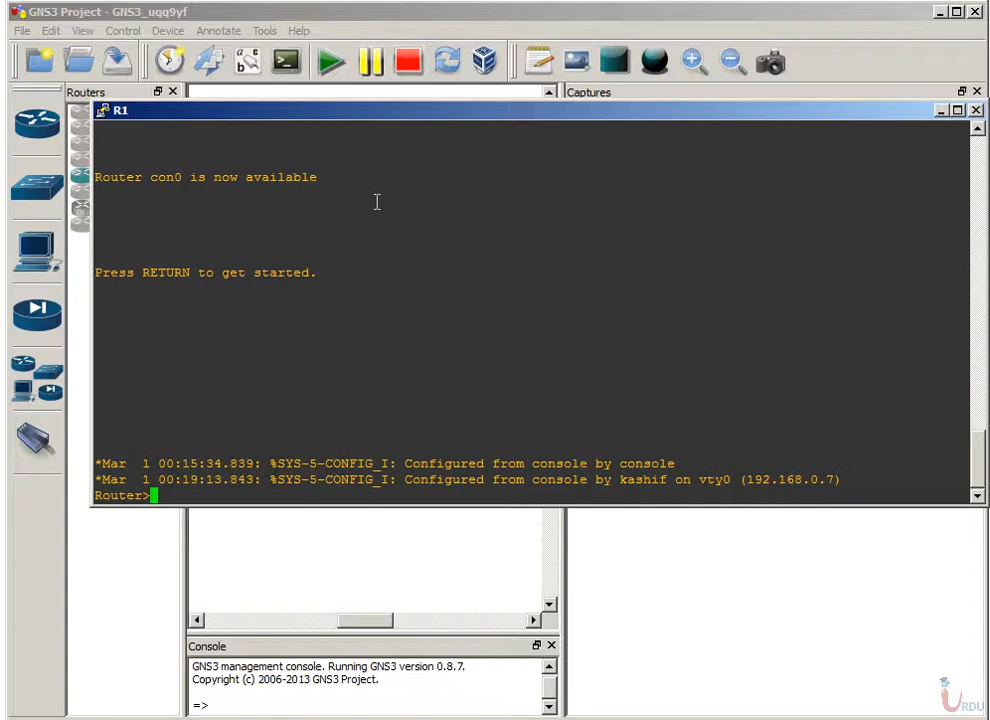 GNS3 Project - GNS3_uqq9yf
File Edit View Control Device Annotate Tools Help
Routers
Captures
R1
Router con0 is now available
Press RETURN to get started.
*Mar  1 00:15:34.839: %SYS-5-CONFIG_I: Configured from console by console
*Mar  1 00:19:13.843: %SYS-5-CONFIG_I: Configured from console by kashif on vty0 (192.168.0.7)
Router>
Console
GNS3 management console. Running GNS3 version 0.8.7.
Copyright (c) 2006-2013 GNS3 Project.
=>
URDU